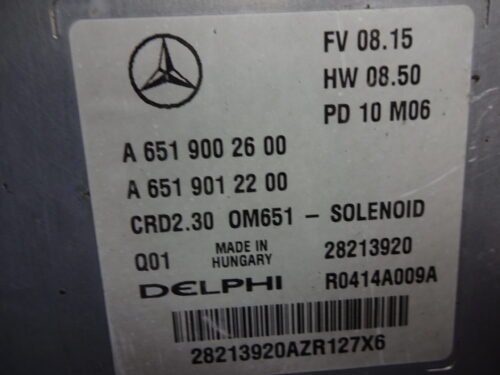 FV 08.15
HW 08.50
PD 10 M06
A 651 900 26 00
A 651 901 22 00
CRD2.30 OM651 - SOLENOID
Q01 MADE IN HUNGARY 28213920
DELPHI R0414A009A
28213920AZR127X6